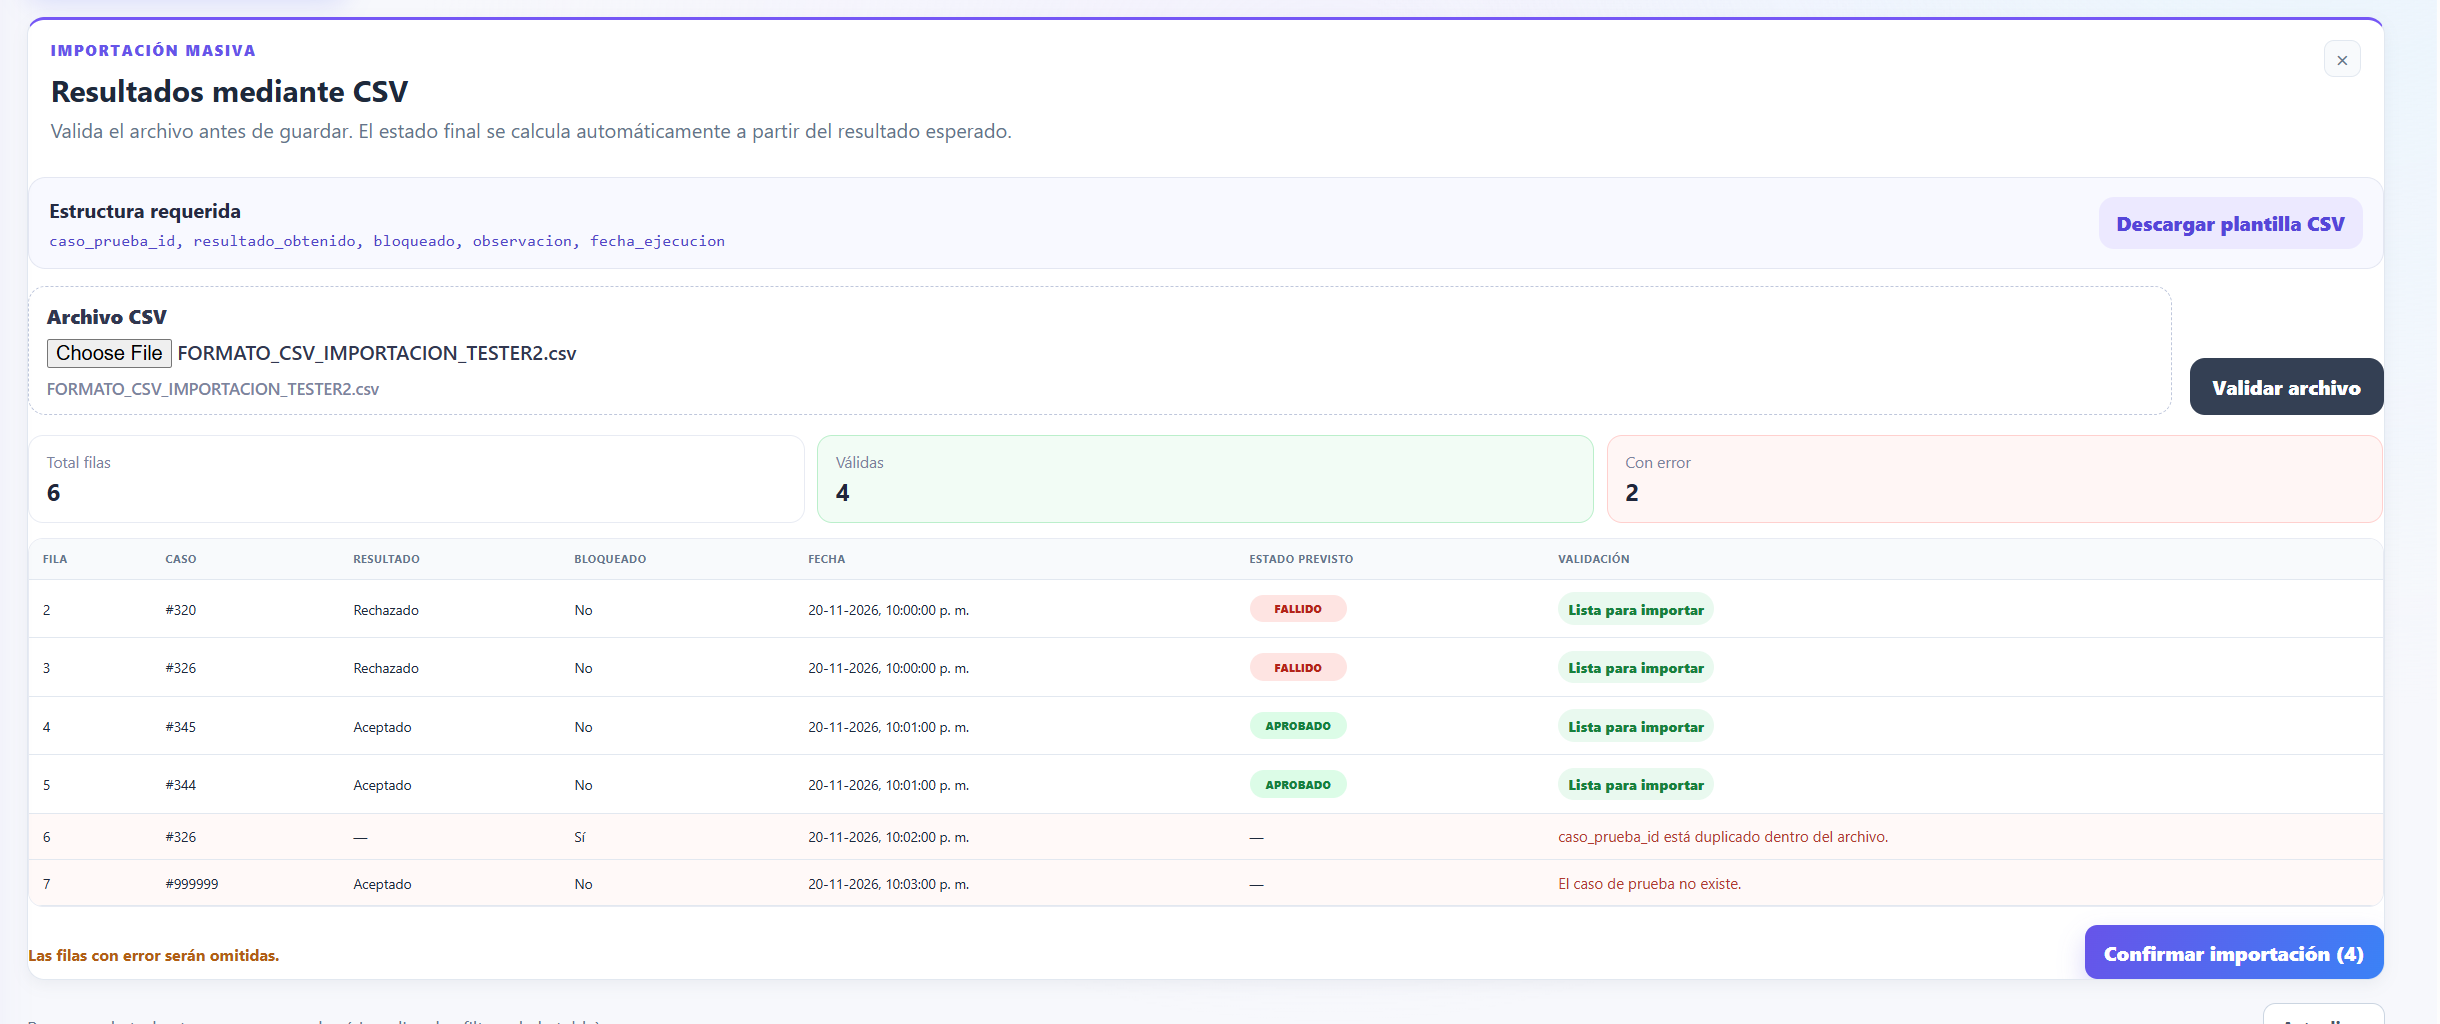 IMPORTACIÓN MASIVA
Resultados mediante CSV
×
Valida el archivo antes de guardar. El estado final se calcula automáticamente a partir del resultado esperado.
Estructura requerida
caso_prueba_id, resultado_obtenido, bloqueado, observacion, fecha_ejecucion
Descargar plantilla CSV
Archivo CSV
Choose File FORMATO_CSV_IMPORTACION_TESTER2.csv
FORMATO_CSV_IMPORTACION_TESTER2.csv
Validar archivo
Total filas
6
Válidas
4
Con error
2
FILA CASO RESULTADO BLOQUEADO FECHA ESTADO PREVISTO VALIDACIÓN
2 #320 Rechazado No 20-11-2026, 10:00:00 p. m. FALLIDO Lista para importar
3 #326 Rechazado No 20-11-2026, 10:00:00 p. m. FALLIDO Lista para importar
4 #345 Aceptado No 20-11-2026, 10:01:00 p. m. APROBADO Lista para importar
5 #344 Aceptado No 20-11-2026, 10:01:00 p. m. APROBADO Lista para importar
6 #326 — Sí 20-11-2026, 10:02:00 p. m. — caso_prueba_id está duplicado dentro del archivo.
7 #999999 Aceptado No 20-11-2026, 10:03:00 p. m. — El caso de prueba no existe.
Las filas con error serán omitidas.
Confirmar importación (4)